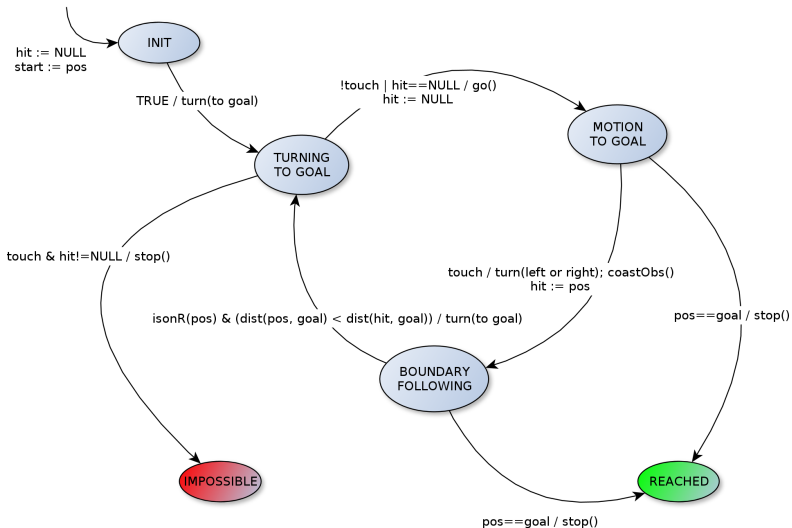 INIT
hit := NULL
start := pos
!touch | hit==NULL / go()
hit := NULL
TRUE / turn(to goal)
MOTION
TO GOAL
TURNING
TO GOAL
touch & hit!=NULL / stop()
touch / turn(left or right); coastObs()
hit := pos
isonR(pos) & (dist(pos, goal) < dist(hit, goal)) / turn(to goal)
pos==goal / stop()
BOUNDARY
FOLLOWING
IMPOSSIBLE
REACHED
pos==goal / stop()